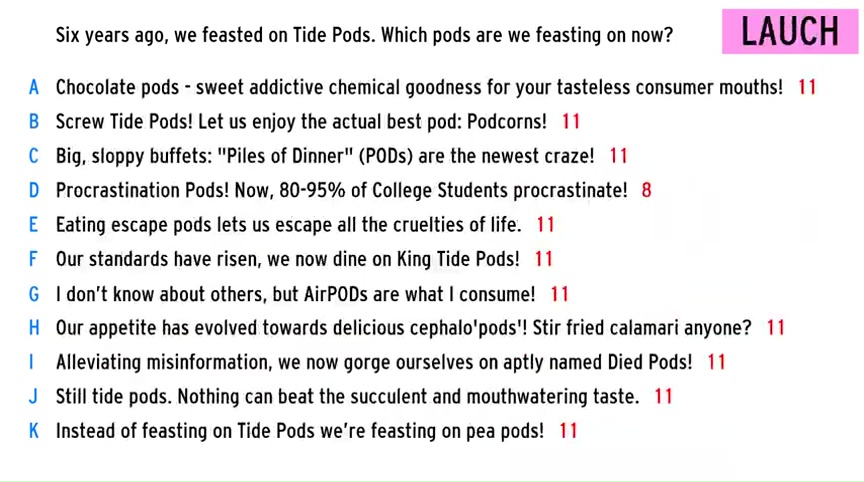 Six years ago, we feasted on Tide Pods. Which pods are we feasting on now?
LAUCH
A Chocolate pods - sweet addictive chemical goodness for your tasteless consumer mouths! 11
B Screw Tide Pods! Let us enjoy the actual best pod: Podcorns! 11
C Big, sloppy buffets: "Piles of Dinner" (PODs) are the newest craze! 11
D Procrastination Pods! Now, 80-95% of College Students procrastinate! 8
E Eating escape pods lets us escape all the cruelties of life. 11
F Our standards have risen, we now dine on King Tide Pods! 11
G I don't know about others, but AirPODs are what I consume! 11
H Our appetite has evolved towards delicious cephalo'pods'! Stir fried calamari anyone? 11
I Alleviating misinformation, we now gorge ourselves on aptly named Died Pods! 11
J Still tide pods. Nothing can beat the succulent and mouthwatering taste. 11
K Instead of feasting on Tide Pods we're feasting on pea pods! 11